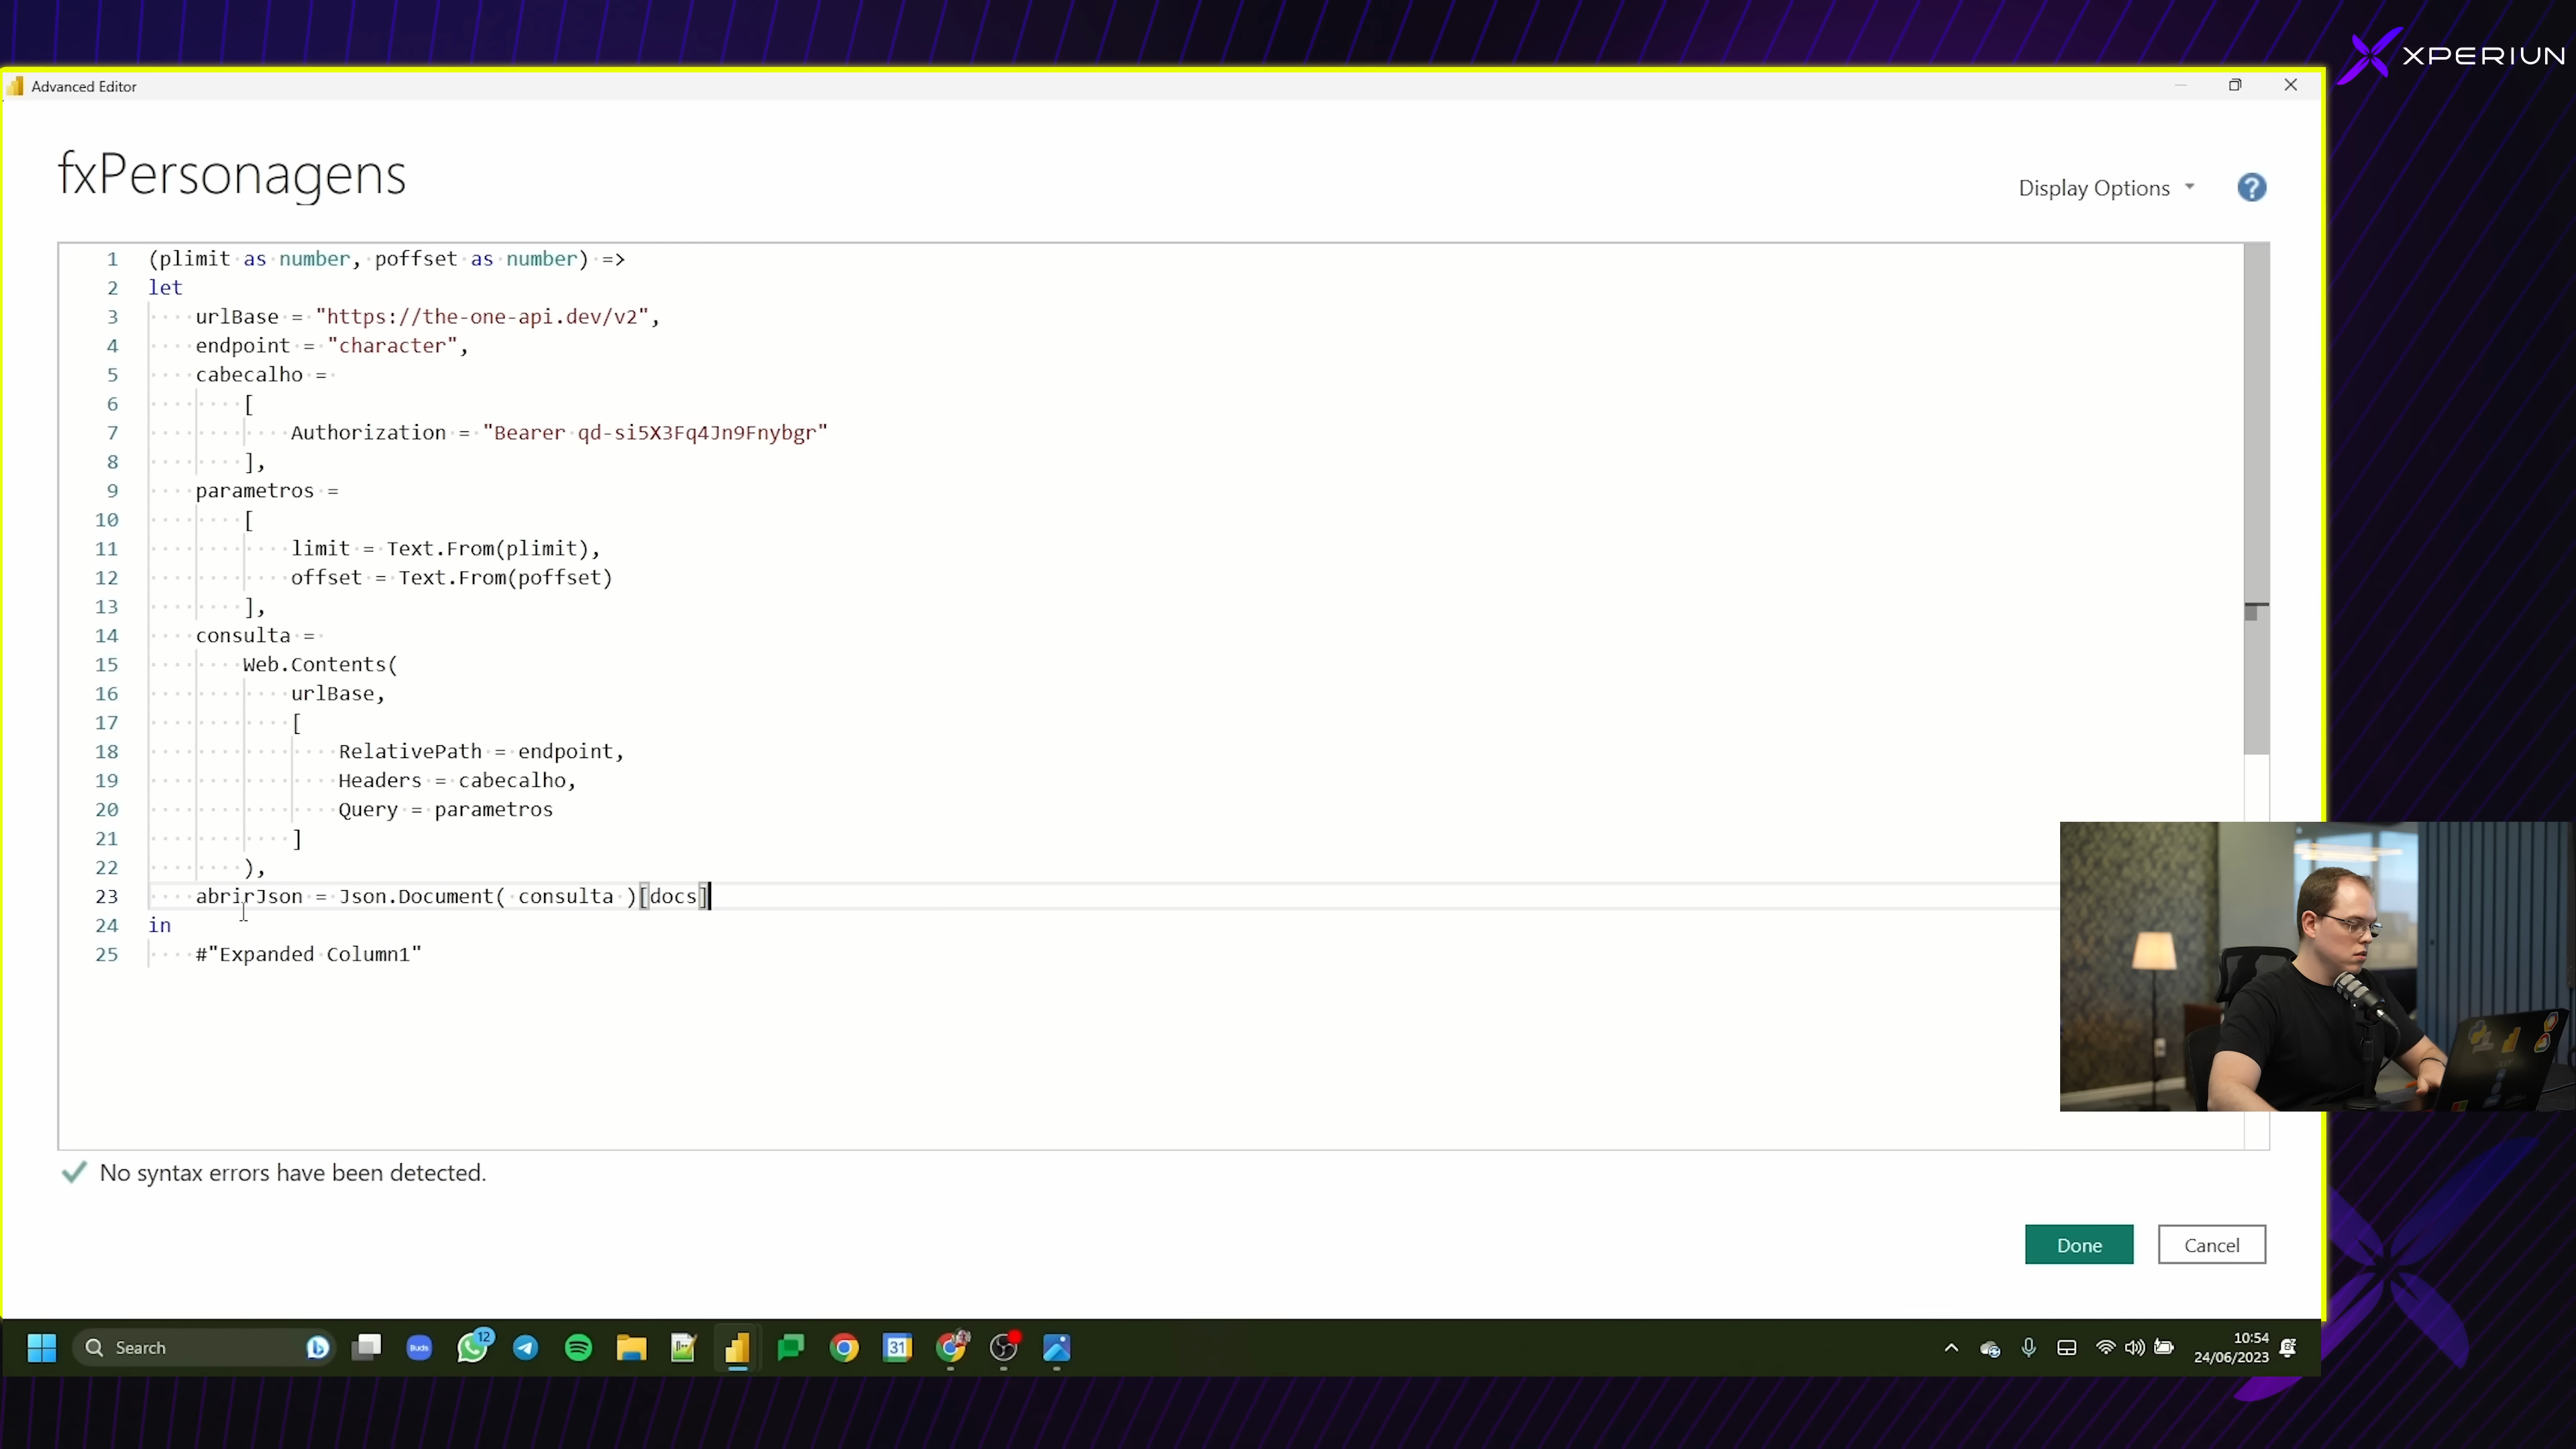 XPERIUN
Advanced Editor
fxPersonagens
Display Options
?
1 (plimit as number, poffset as number) =>
2 let
3 urlBase = "https://the-one-api.dev/v2",
4 endpoint = "character",
5 cabecalho =
6 [
7 Authorization = "Bearer qd-si5X3Fq4Jn9Fnybgr"
8 ],
9 parametros =
10 [
11 limit = Text.From(plimit),
12 offset = Text.From(poffset)
13 ],
14 consulta =
15 Web.Contents(
16 urlBase,
17 [
18 RelativePath = endpoint,
19 Headers = cabecalho,
20 Query = parametros
21 ]
22 ),
23 abrirJson = Json.Document( consulta )[docs]
24 in
25 #"Expanded Column1"
No syntax errors have been detected.
Done
Cancel
Search
Buds
12
31
10:54
24/06/2023